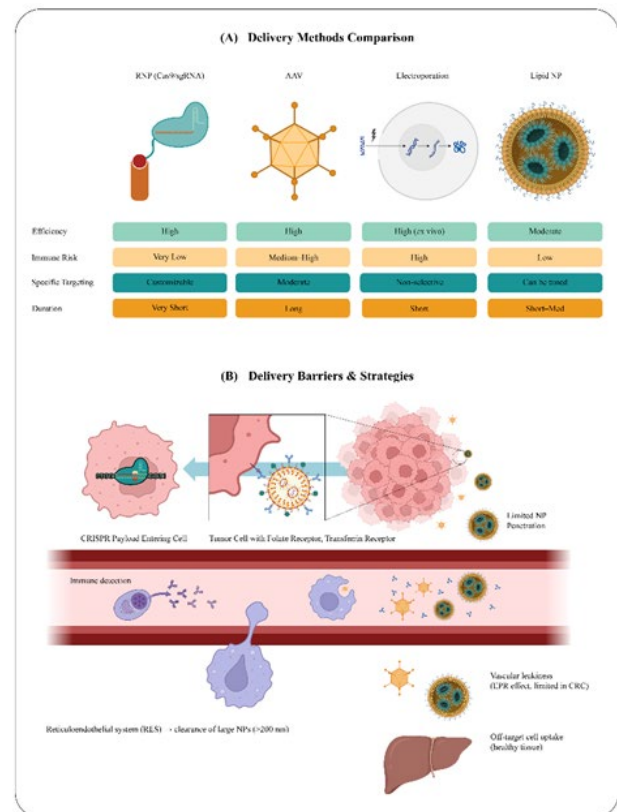 (A) Delivery Methods Comparison
RNP (Cas9/sgRNA) AAV Electroporation Lipid NP
Efficiency High High High (ex vivo) Moderate
Immune Risk Very Low Medium-High High Low
Specific Targeting Customizable Moderate Non-selective Can be tuned
Duration Very Short Long Short Short–Med
(B) Delivery Barriers & Strategies
Limited NP
Penetration
CRISPR Payload Entering Cell Tumor Cell with Folate Receptor, Transferrin Receptor
Immune detection
Vascular leakiness
(EPR effect, limited in CRC)
Reticuloendothelial system (RES) - clearance of large NPs (>200 nm)
Off-target cell uptake
(healthy tissue)